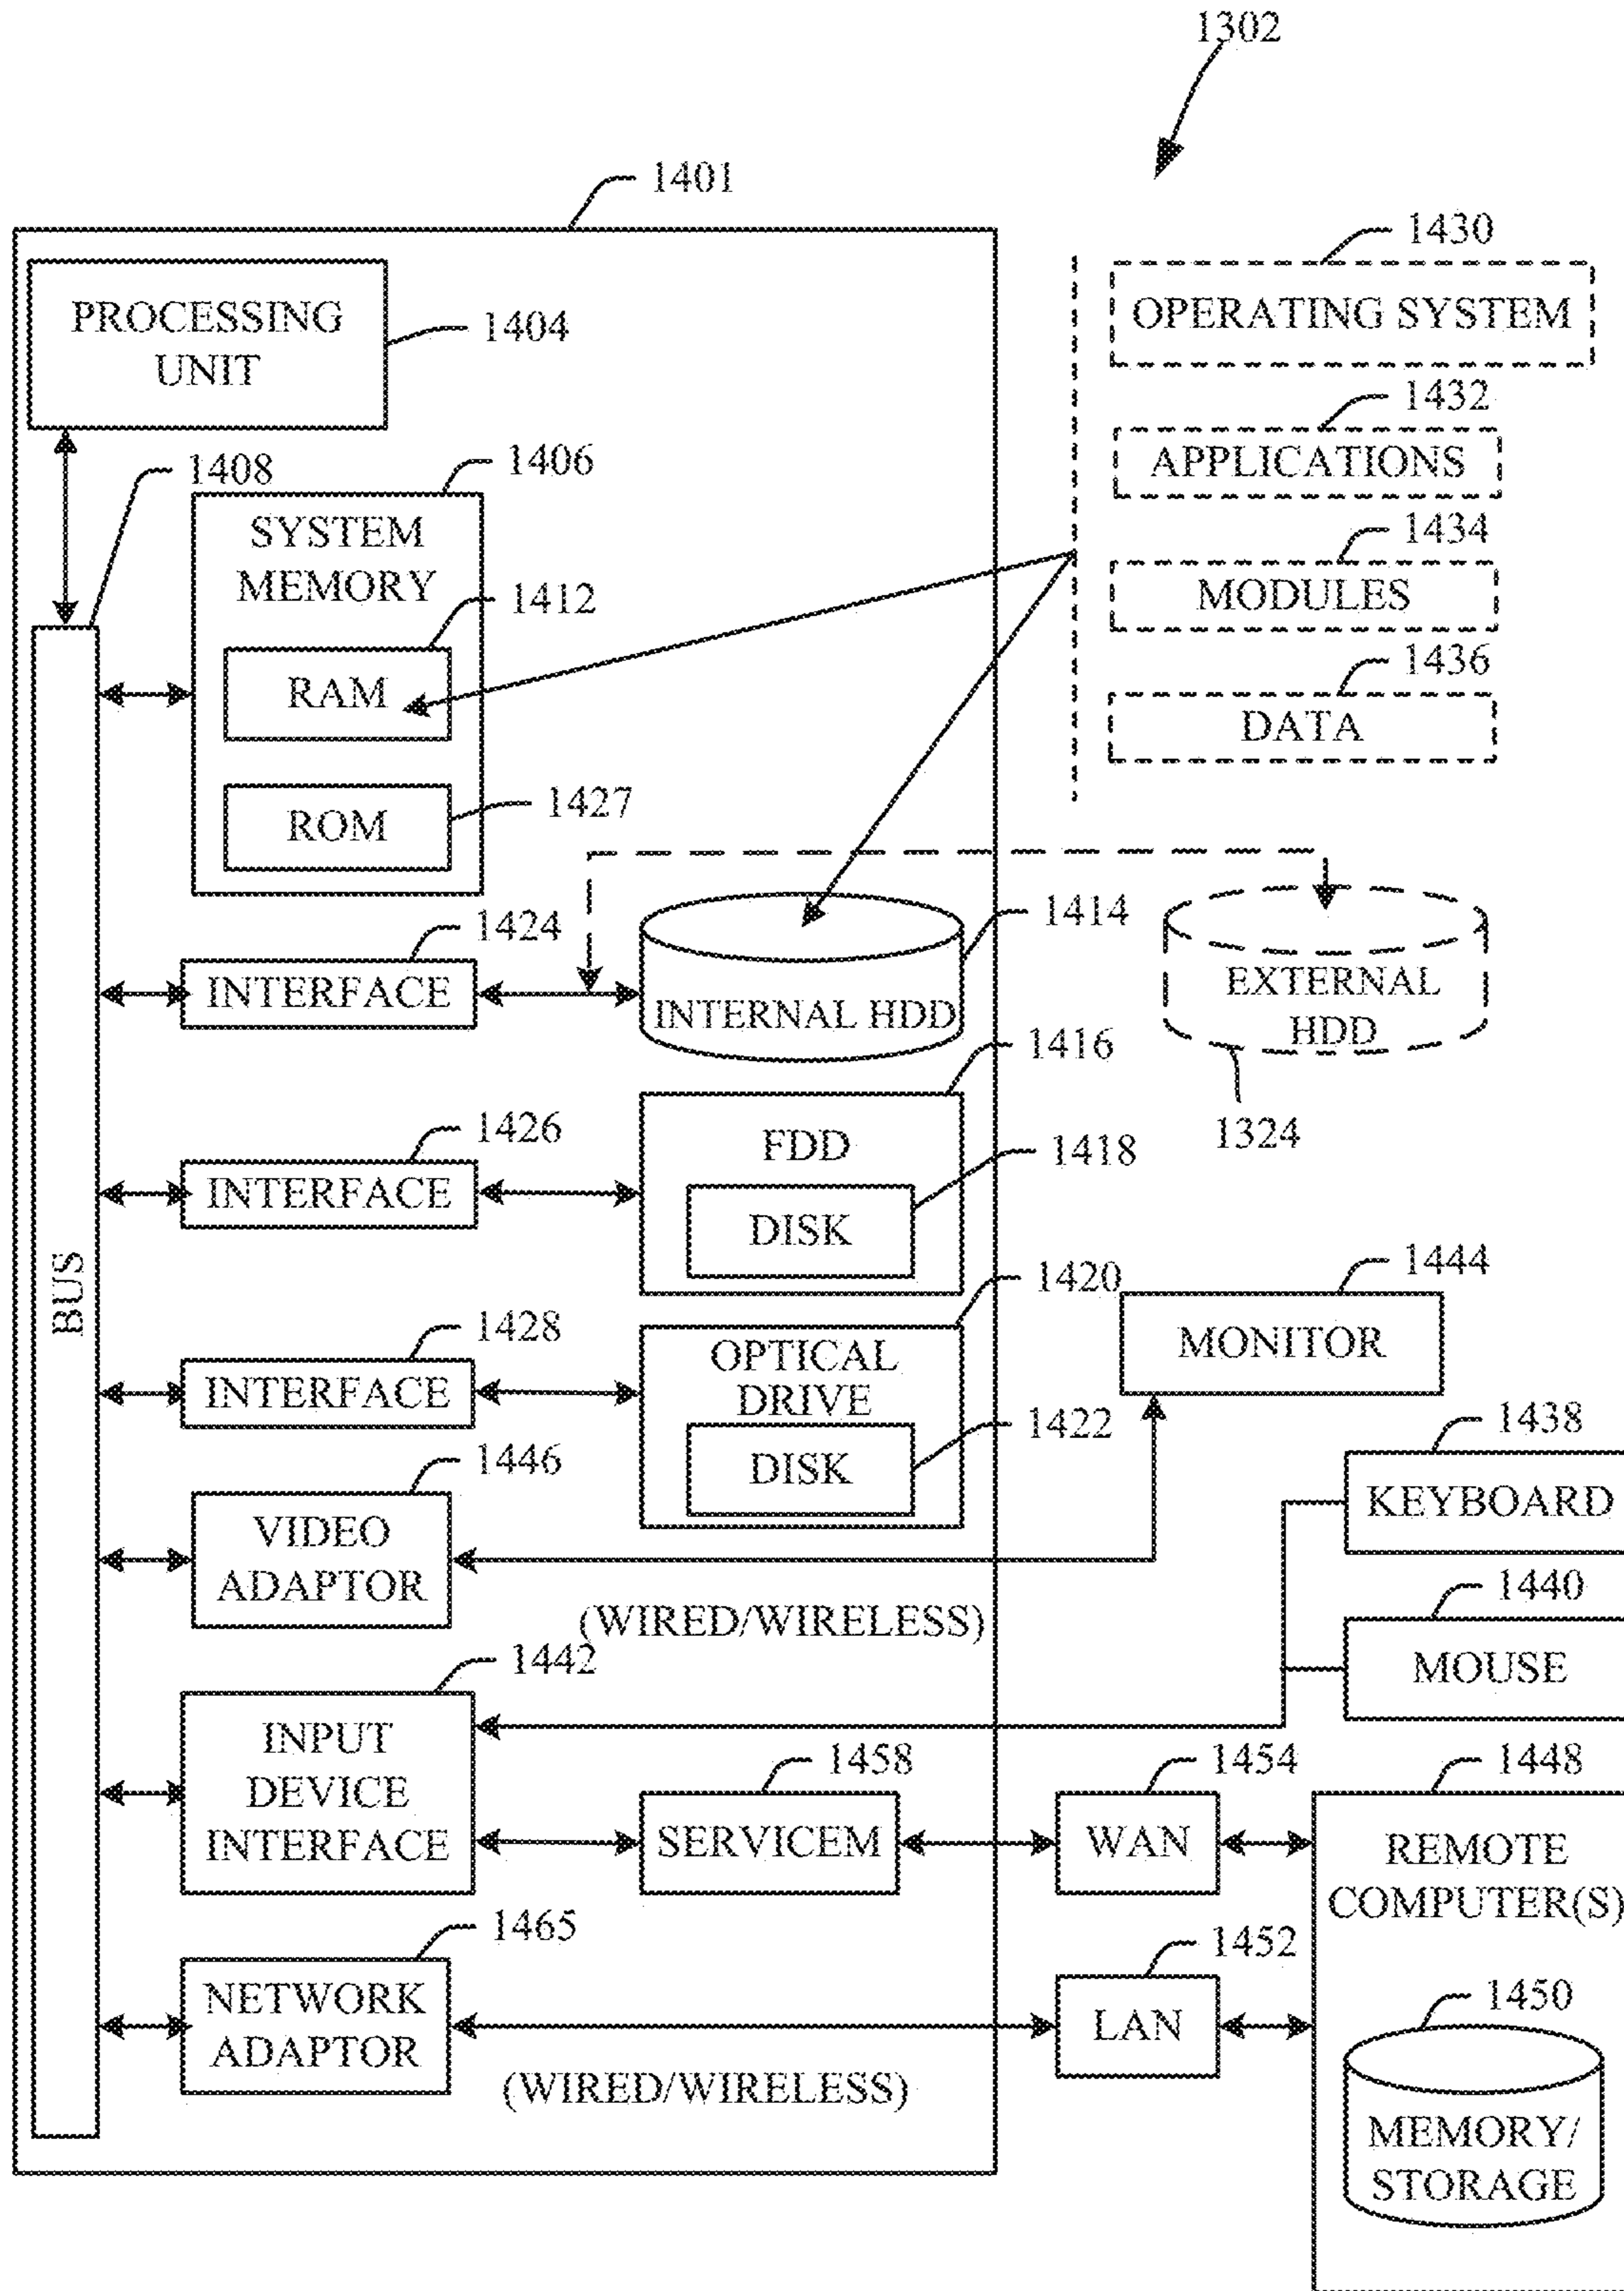 1302
1401
1430
PROCESSING
UNIT
1404
OPERATING SYSTEM
1432
APPLICATIONS
1408
1406
SYSTEM
MEMORY
1434
MODULES
1412
RAM
1436
DATA
1427
ROM
1424
INTERFACE
1414
INTERNAL HDD
EXTERNAL
HDD
1324
1416
1426
INTERFACE
FDD
1418
DISK
BUS
1420
1444
MONITOR
1428
INTERFACE
OPTICAL
DRIVE
1422
DISK
1438
KEYBOARD
1446
VIDEO
ADAPTOR
(WIRED/WIRELESS)
1440
MOUSE
1442
INPUT
DEVICE
INTERFACE
1458
SERVICEM
1454
WAN
1448
REMOTE
COMPUTER(S)
1465
NETWORK
ADAPTOR
(WIRED/WIRELESS)
1452
LAN
1450
MEMORY/
STORAGE